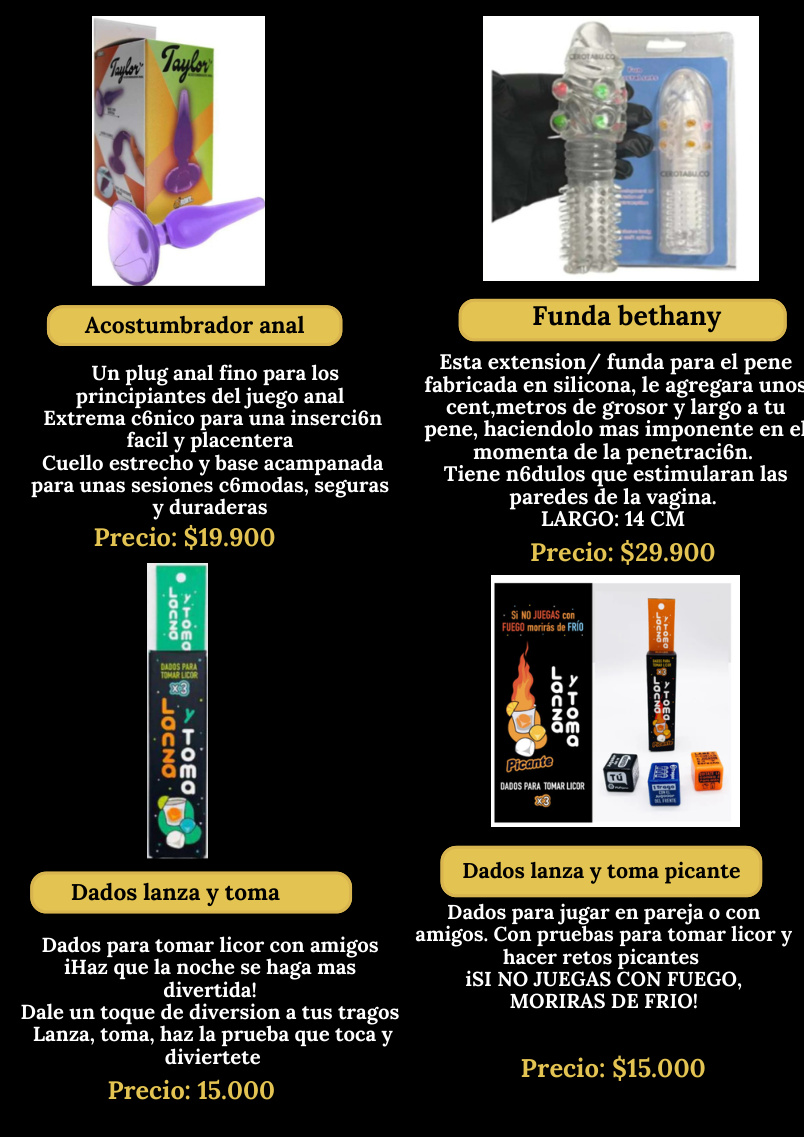 Taylor
Taylor
CEROTABU.CO
CEROTABU.CO
Acostumbrador anal
Un plug anal fino para los
principiantes del juego anal
Extrema c6nico para una inserci6n
facil y placentera
Cuello estrecho y base acampanada
para unas sesiones c6modas, seguras
y duraderas
Precio: $19.900
Funda bethany
Esta extension/ funda para el pene
fabricada en silicona, le agregara unos
cent,metros de grosor y largo a tu
pene, haciendolo mas imponente en el
momenta de la penetraci6n.
Tiene n6dulos que estimularan las
paredes de la vagina.
LARGO: 14 CM
Precio: $29.900
Lanza
y Toma
DADOS PARA
TOMAR LICOR
x3
Lanza
y Toma
Dados lanza y toma
Dados para tomar licor con amigos
iHaz que la noche se haga mas
divertida!
Dale un toque de diversion a tus tragos
Lanza, toma, haz la prueba que toca y
diviertete
Precio: 15.000
Si NO JUEGAS con
FUEGO morirás de FRÍO
Lanza
y Toma
Picante
DADOS PARA TOMAR LICOR
x3
Lanza
y Toma
DADOS PARA
TOMAR LICOR
Lanza
y Toma
Picante
TÚ
Dados lanza y toma picante
Dados para jugar en pareja o con
amigos. Con pruebas para tomar licor y
hacer retos picantes
iSI NO JUEGAS CON FUEGO,
MORIRAS DE FRIO!
Precio: $15.000